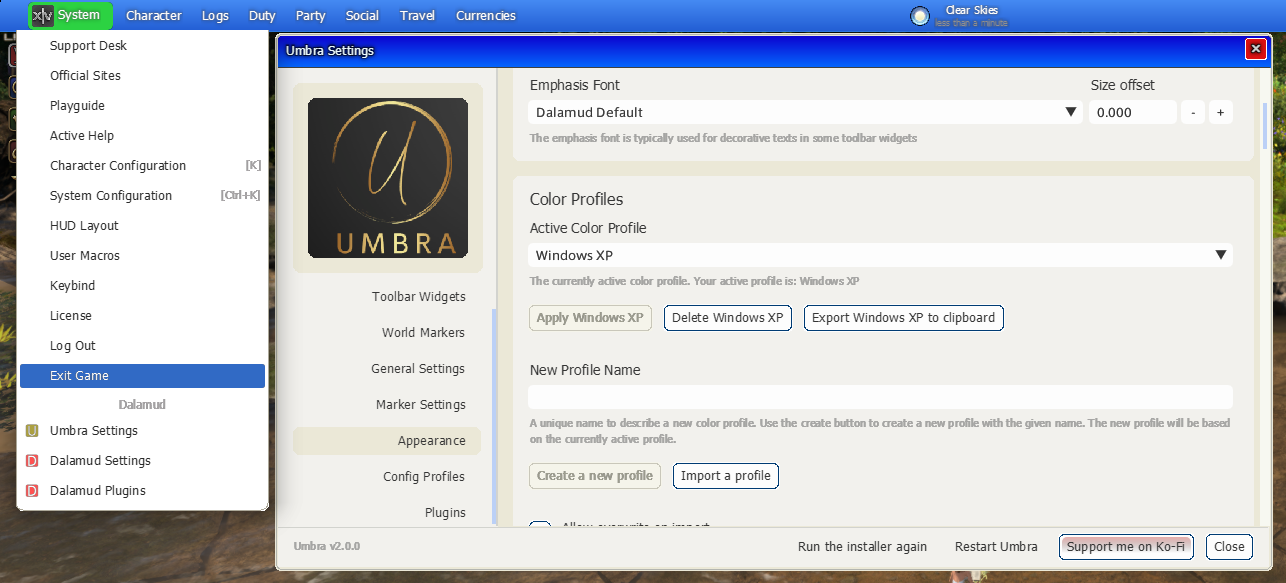 XIV System Character Logs Duty Party Social Travel Currencies
Clear Skies
less than a minute
Support Desk
Official Sites
Playguide
Active Help
Character Configuration [K]
System Configuration [Ctrl+K]
HUD Layout
User Macros
Keybind
License
Log Out
Exit Game
Dalamud
U Umbra Settings
D Dalamud Settings
D Dalamud Plugins
Umbra Settings
U
UMBRA
Toolbar Widgets
World Markers
General Settings
Marker Settings
Appearance
Config Profiles
Plugins
Emphasis Font Size offset
Dalamud Default 0.000 - +
The emphasis font is typically used for decorative texts in some toolbar widgets
Color Profiles
Active Color Profile
Windows XP
The currently active color profile. Your active profile is: Windows XP
Apply Windows XP Delete Windows XP Export Windows XP to clipboard
New Profile Name
A unique name to describe a new color profile. Use the create button to create a new profile with the given name. The new profile will be based
on the currently active profile.
Create a new profile Import a profile
Allow overwrite on import
Umbra v2.0.0 Run the installer again Restart Umbra Support me on Ko-Fi Close